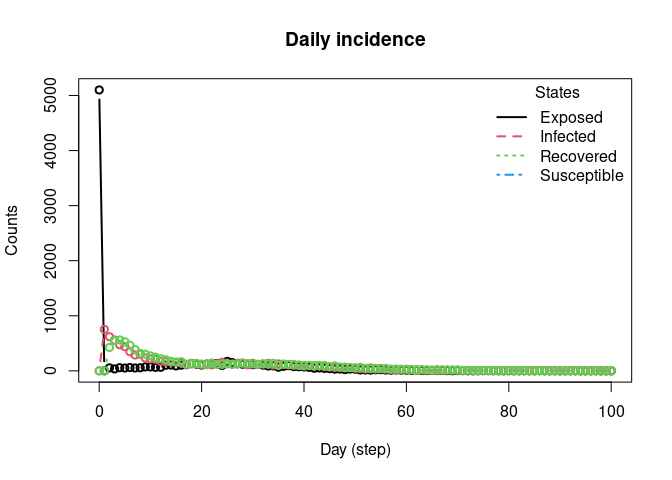 Daily incidence
States
Exposed
Infected
Recovered
Susceptible
Counts
5000
4000
3000
2000
1000
0
0 20 40 60 80 100
Day (step)